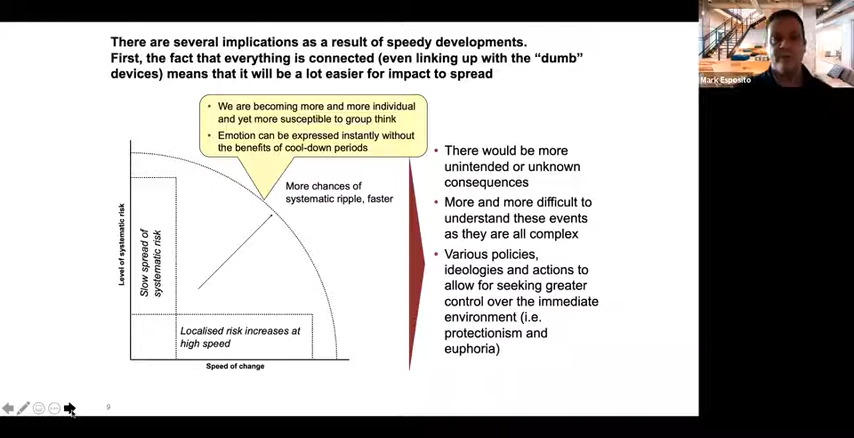 There are several implications as a result of speedy developments.
First, the fact that everything is connected (even linking up with the “dumb”
devices) means that it will be a lot easier for impact to spread
• We are becoming more and more individual
and yet more susceptible to group think
• Emotion can be expressed instantly without
the benefits of cool-down periods
More chances of
systematic ripple, faster
Level of systematic risk
Slow spread of
systematic risk
Localised risk increases at
high speed
Speed of change
• There would be more
unintended or unknown
consequences
• More and more difficult to
understand these events
as they are all complex
• Various policies,
ideologies and actions to
allow for seeking greater
control over the immediate
environment (i.e.
protectionism and
euphoria)
9
Mark Esposito